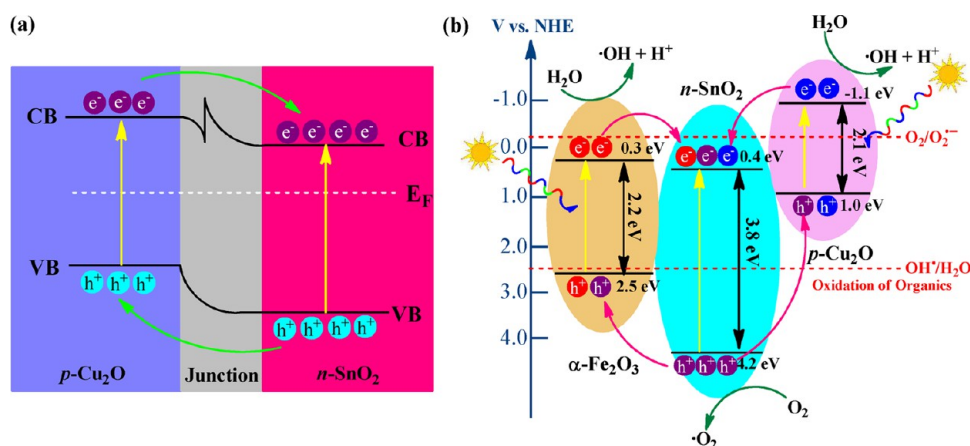 (a)
e⁻ e⁻ e⁻
CB
e⁻ e⁻ e⁻ e⁻
CB
E_F
VB
h⁺ h⁺ h⁺
h⁺ h⁺ h⁺ h⁺
VB
p-Cu₂O
Junction
n-SnO₂
(b)
V vs. NHE
-1.0
0.0
1.0
2.0
3.0
4.0
H₂O
·OH + H⁺
e⁻ e⁻
0.3 eV
2.2 eV
h⁺ h⁺
2.5 eV
α-Fe₂O₃
n-SnO₂
e⁻ e⁻ e⁻
0.4 eV
3.8 eV
h⁺ h⁺ h⁺
4.2 eV
O₂
·O₂
H₂O
·OH + H⁺
e⁻ e⁻
-1.1 eV
2.1 eV
h⁺ h⁺
1.0 eV
p-Cu₂O
O₂/O₂•−
OH•/H₂O
Oxidation of Organics